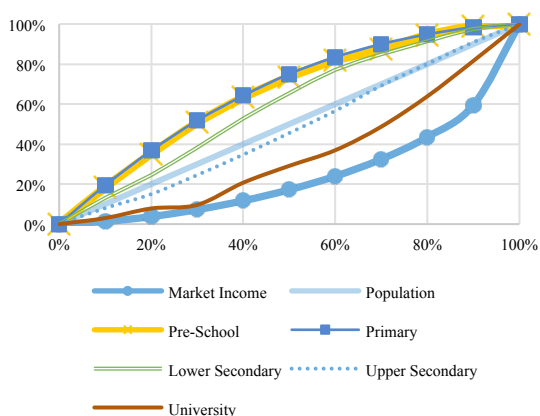 100%
80%
60%
40%
20%
0%
0% 20% 40% 60% 80% 100%
Market Income Population
Pre-School Primary
Lower Secondary Upper Secondary
University